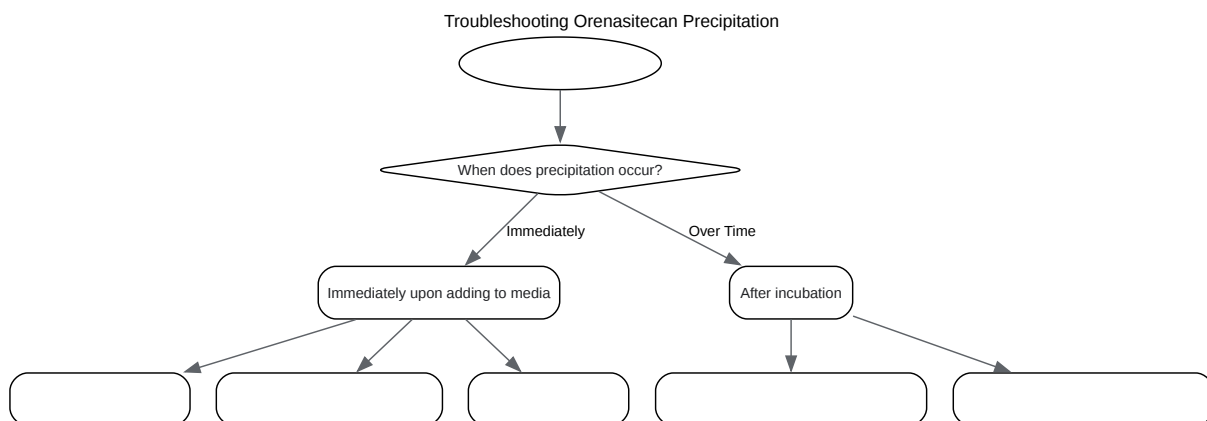 Troubleshooting Orenasitecan Precipitation
When does precipitation occur?
Immediately
Over Time
Immediately upon adding to media
After incubation